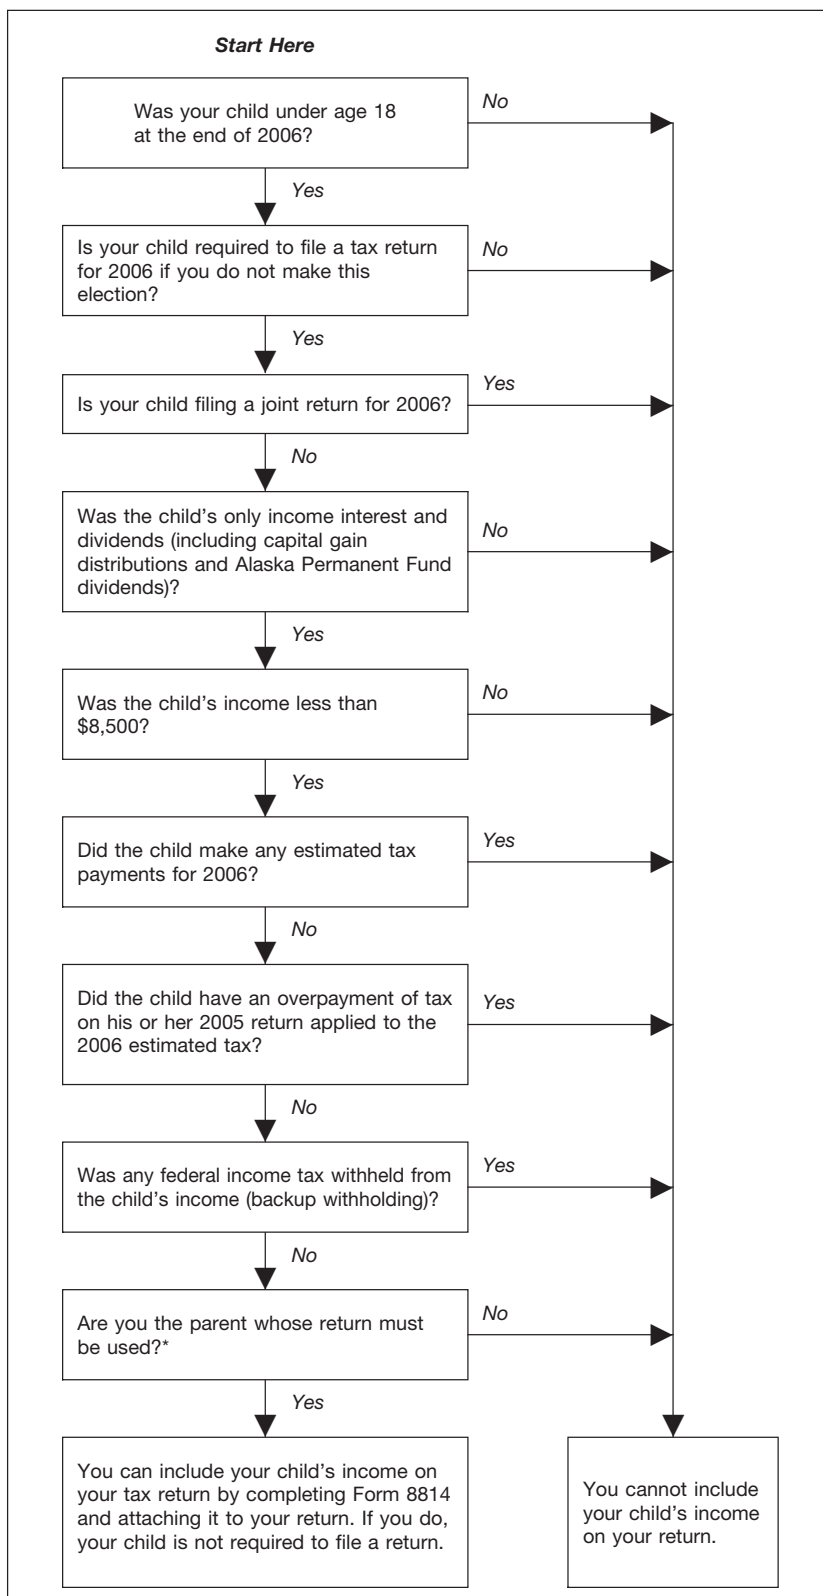 Start Here
Was your child under age 18
at the end of 2006?
No
Yes
Is your child required to file a tax return
for 2006 if you do not make this
election?
No
Yes
Is your child filing a joint return for 2006?
Yes
No
Was the child's only income interest and
dividends (including capital gain
distributions and Alaska Permanent Fund
dividends)?
No
Yes
Was the child's income less than
$8,500?
No
Yes
Did the child make any estimated tax
payments for 2006?
Yes
No
Did the child have an overpayment of tax
on his or her 2005 return applied to the
2006 estimated tax?
Yes
No
Was any federal income tax withheld from
the child's income (backup withholding)?
Yes
No
Are you the parent whose return must
be used?*
No
Yes
You can include your child's income on
your tax return by completing Form 8814
and attaching it to your return. If you do,
your child is not required to file a return.
You cannot include
your child's income
on your return.